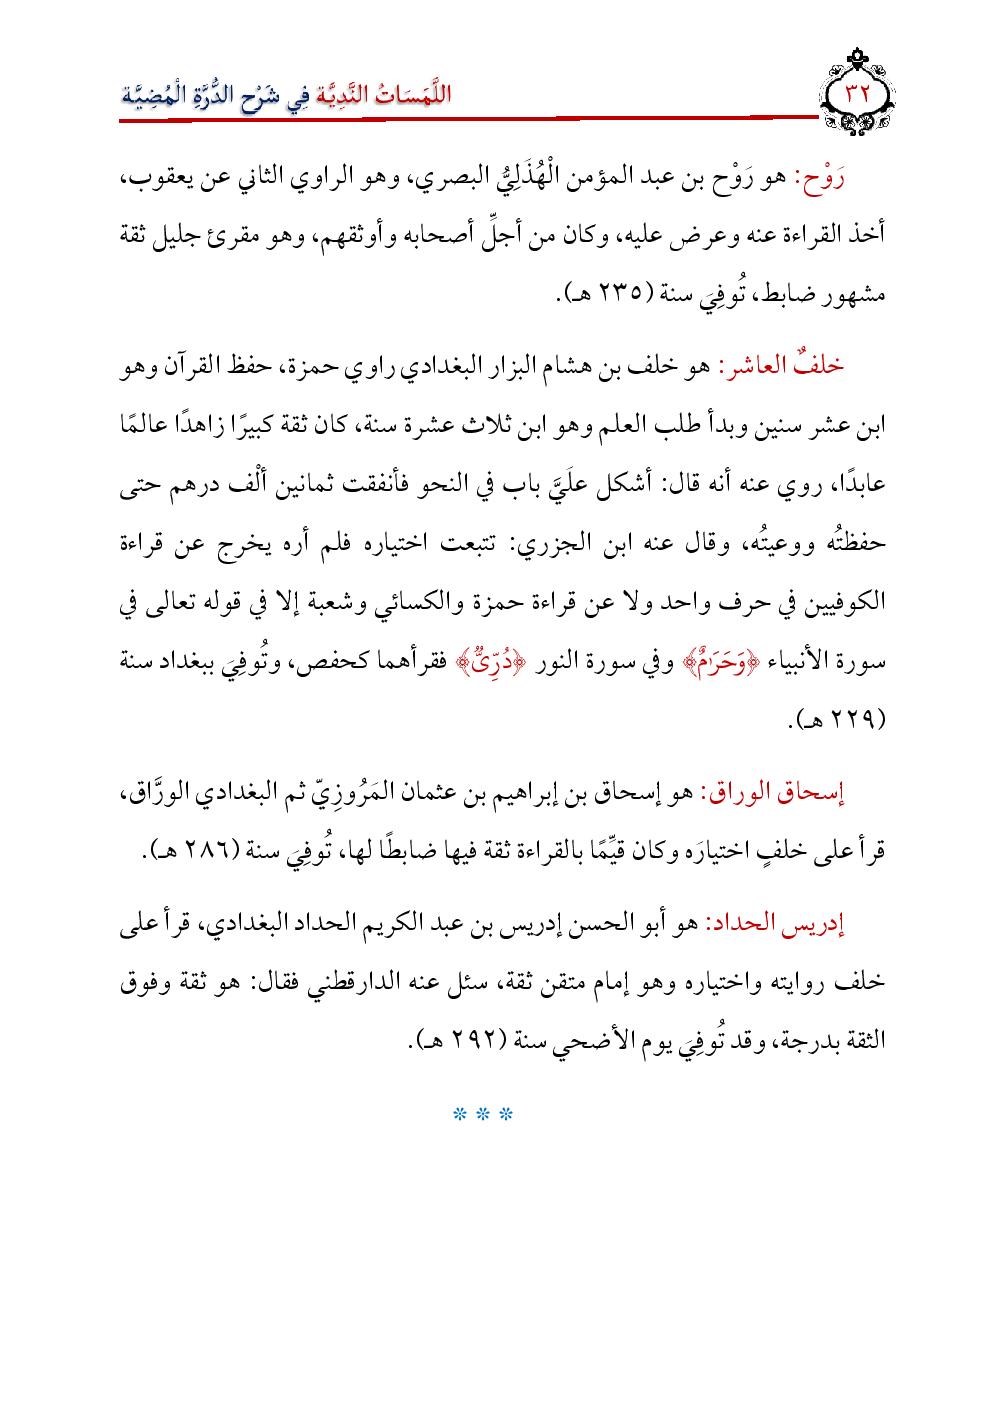 ٣٢
اللَّمَسَاتُ النَّدِيَّة فِي شَرْح الدُّرَّةِ الْمُضِيَّة
رَوْح: هو رَوْح بن عبد المؤمن الْهُذَلِيُّ البصري، وهو الراوي الثاني عن يعقوب،
أخذ القراءة عنه وعرض عليه، وكان من أجلِّ أصحابه وأوثقهم، وهو مقرئ جليل ثقة
مشهور ضابط، تُوفِيَ سنة (٢٣٥ هـ).
خلفٌ العاشر: هو خلف بن هشام البزار البغدادي راوي حمزة، حفظ القرآن وهو
ابن عشر سنين وبدأ طلب العلم وهو ابن ثلاث عشرة سنة، كان ثقة كبيرًا زاهدًا عالمًا
عابدًا، روي عنه أنه قال: أشكل علَيَّ باب في النحو فأنفقت ثمانين ألْف درهم حتى
حفظتُه ووعيتُه، وقال عنه ابن الجزري: تتبعت اختياره فلم أره يخرج عن قراءة
الكوفيين في حرف واحد ولا عن قراءة حمزة والكسائي وشعبة إلا في قوله تعالى في
سورة الأنبياء ﴿وَحَرَٰمٌ﴾ وفي سورة النور ﴿دُرِّىٌّ﴾ فقرأهما كحفص، وتُوفِيَ ببغداد سنة
(٢٢٩ هـ).
إسحاق الوراق: هو إسحاق بن إبراهيم بن عثمان المَرُوزِيّ ثم البغدادي الورَّاق،
قرأ على خلفٍ اختيارَه وكان قيِّمًا بالقراءة ثقة فيها ضابطًا لها، تُوفِيَ سنة (٢٨٦ هـ).
إدريس الحداد: هو أبو الحسن إدريس بن عبد الكريم الحداد البغدادي، قرأ على
خلف روايته واختياره وهو إمام متقن ثقة، سئل عنه الدارقطني فقال: هو ثقة وفوق
الثقة بدرجة، وقد تُوفِيَ يوم الأضحي سنة (٢٩٢ هـ).
* * *